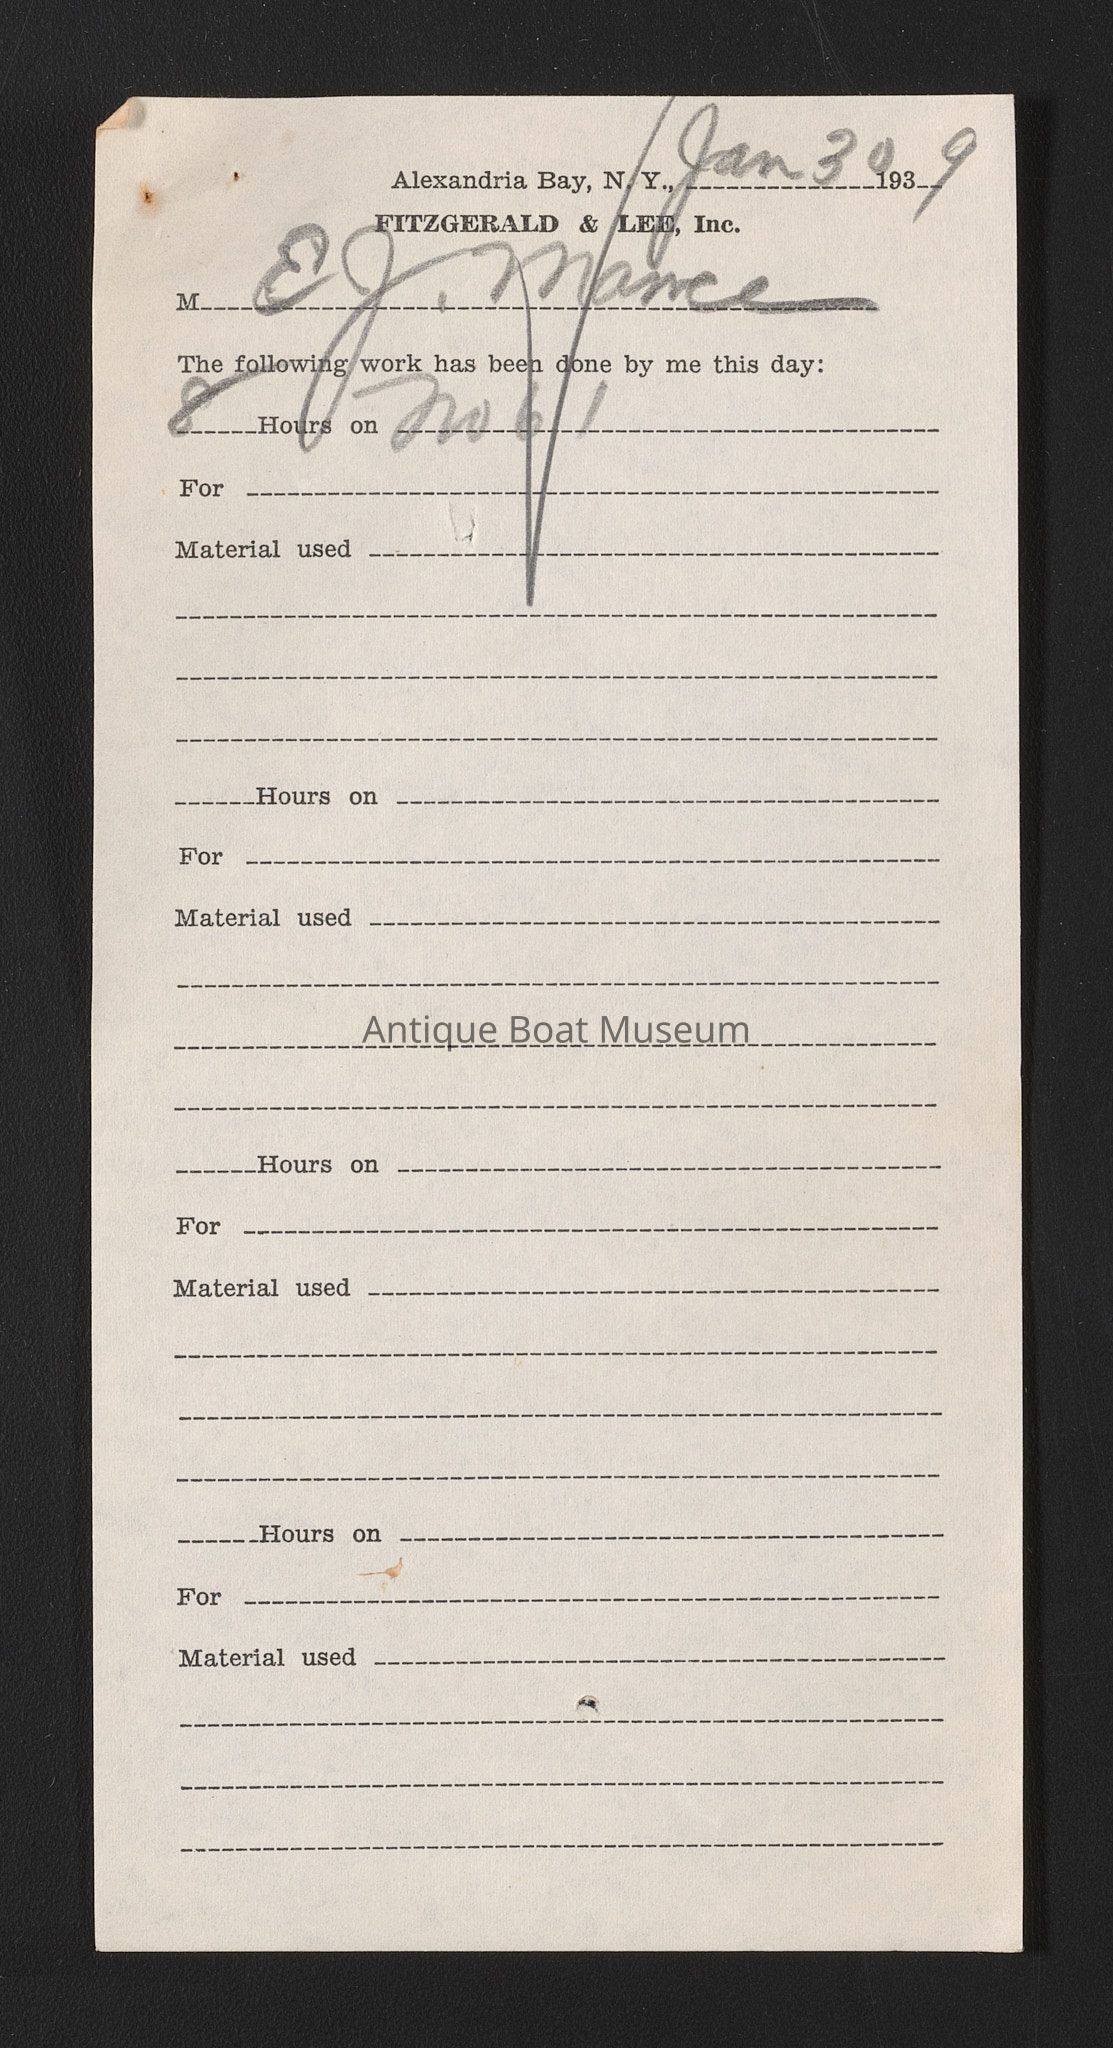 Alexandria Bay, N. Y., Jan 30 1939
FITZGERALD & LEE, Inc.
M E J. Mance
The following work has been done by me this day:
8 Hours on No 61
For
Material used
Hours on
For
Material used
Antique Boat Museum
Hours on
For
Material used
Hours on
For
Material used